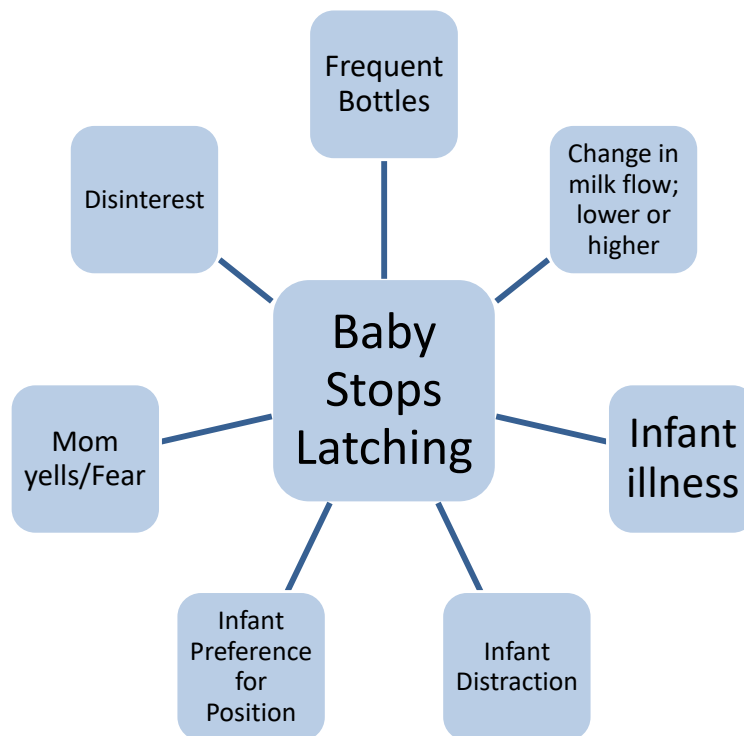 Frequent
Bottles
Change in
milk flow;
lower or
higher
Disinterest
Baby
Stops
Latching
Mom
yells/Fear
Infant
illness
Infant
Preference
for
Position
Infant
Distraction